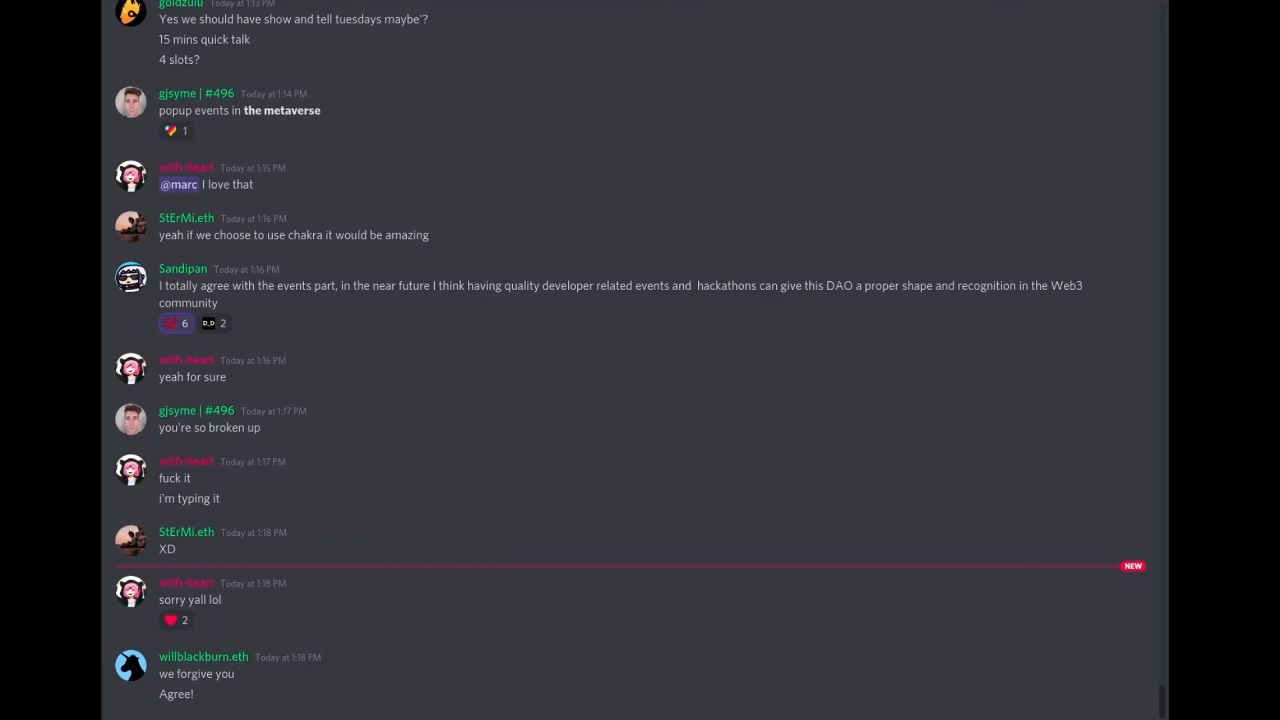 goldzulu Today at 1:13 PM
Yes we should have show and tell tuesdays maybe'?
15 mins quick talk
4 slots?
gjsyme | #496 Today at 1:14 PM
popup events in the metaverse
1
with-heart Today at 1:15 PM
@marc I love that
StErMi.eth Today at 1:16 PM
yeah if we choose to use chakra it would be amazing
Sandipan Today at 1:16 PM
I totally agree with the events part, in the near future I think having quality developer related events and hackathons can give this DAO a proper shape and recognition in the Web3
community
6 D_D 2
with-heart Today at 1:16 PM
yeah for sure
gjsyme | #496 Today at 1:17 PM
you're so broken up
with-heart Today at 1:17 PM
fuck it
i'm typing it
StErMi.eth Today at 1:18 PM
XD
NEW
with-heart Today at 1:18 PM
sorry yall lol
2
willblackburn.eth Today at 1:18 PM
we forgive you
Agree!